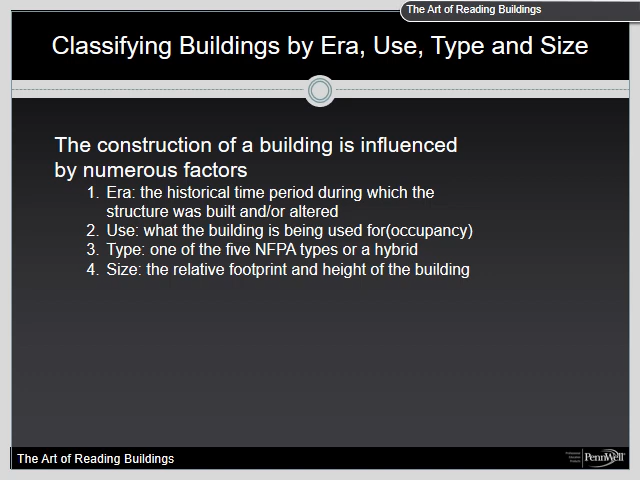 The Art of Reading Buildings
Classifying Buildings by Era, Use, Type and Size
The construction of a building is influenced
by numerous factors
1. Era: the historical time period during which the
structure was built and/or altered
2. Use: what the building is being used for(occupancy)
3. Type: one of the five NFPA types or a hybrid
4. Size: the relative footprint and height of the building
The Art of Reading Buildings
PennWell